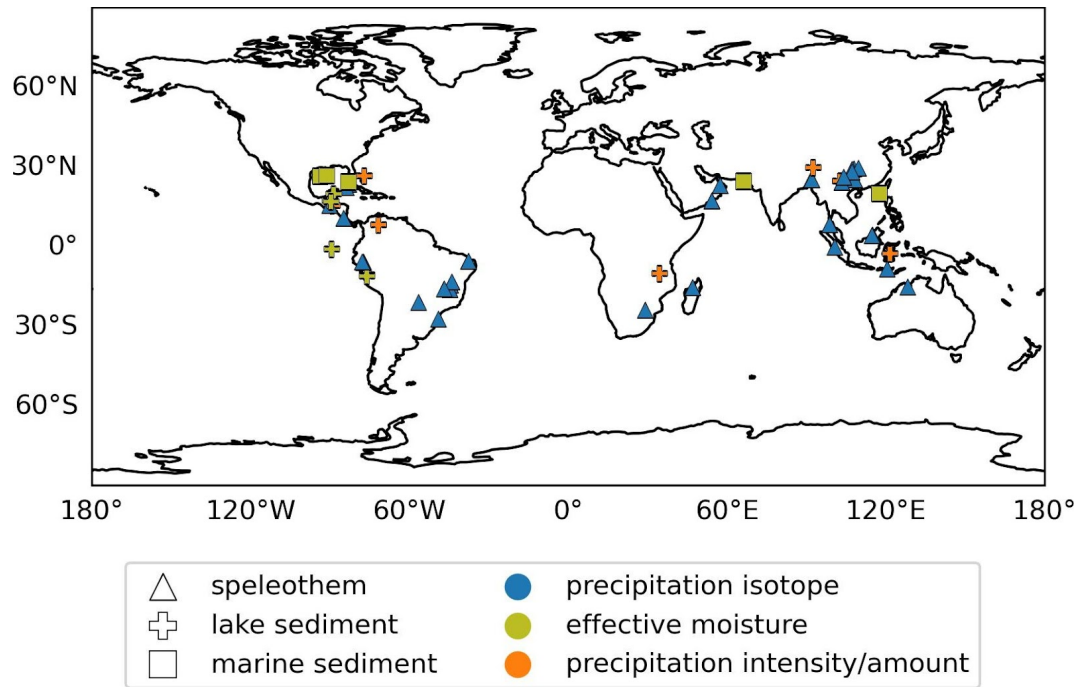 60°N
30°N
0°
30°S
60°S
180° 120°W 60°W 0° 60°E 120°E 180°
speleothem precipitation isotope
lake sediment effective moisture
marine sediment precipitation intensity/amount